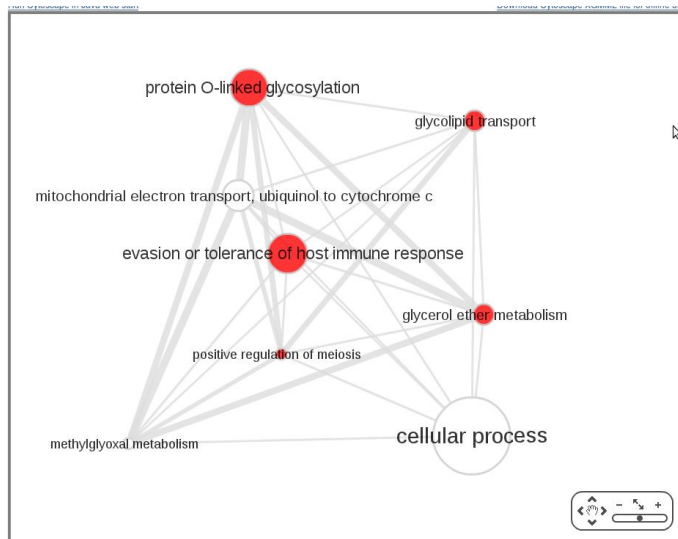 protein O-linked glycosylation
glycolipid transport
mitochondrial electron transport, ubiquinol to cytochrome c
evasion or tolerance of host immune response
glycerol ether metabolism
positive regulation of meiosis
cellular process
methylglyoxal metabolism